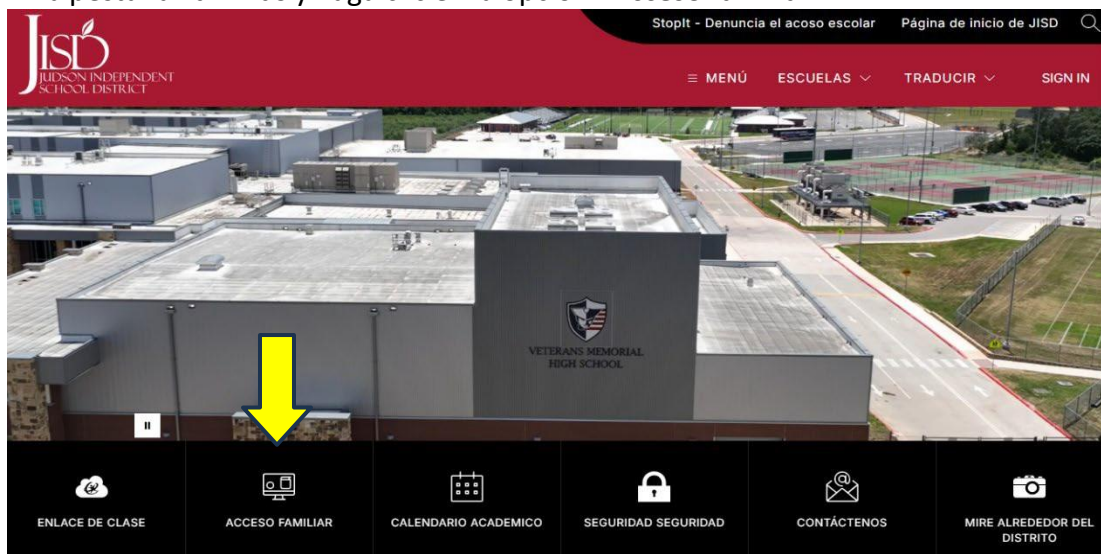 StopIt - Denuncia el acoso escolar Página de inicio de JISD
JISD
JUDSON INDEPENDENT
SCHOOL DISTRICT
≡ MENÚ ESCUELAS TRADUCIR SIGN IN
VETERANS MEMORIAL
HIGH SCHOOL
ENLACE DE CLASE
ACCESO FAMILIAR
CALENDARIO ACADEMICO
SEGURIDAD SEGURIDAD
CONTÁCTENOS
MIRE ALREDEDOR DEL
DISTRITO